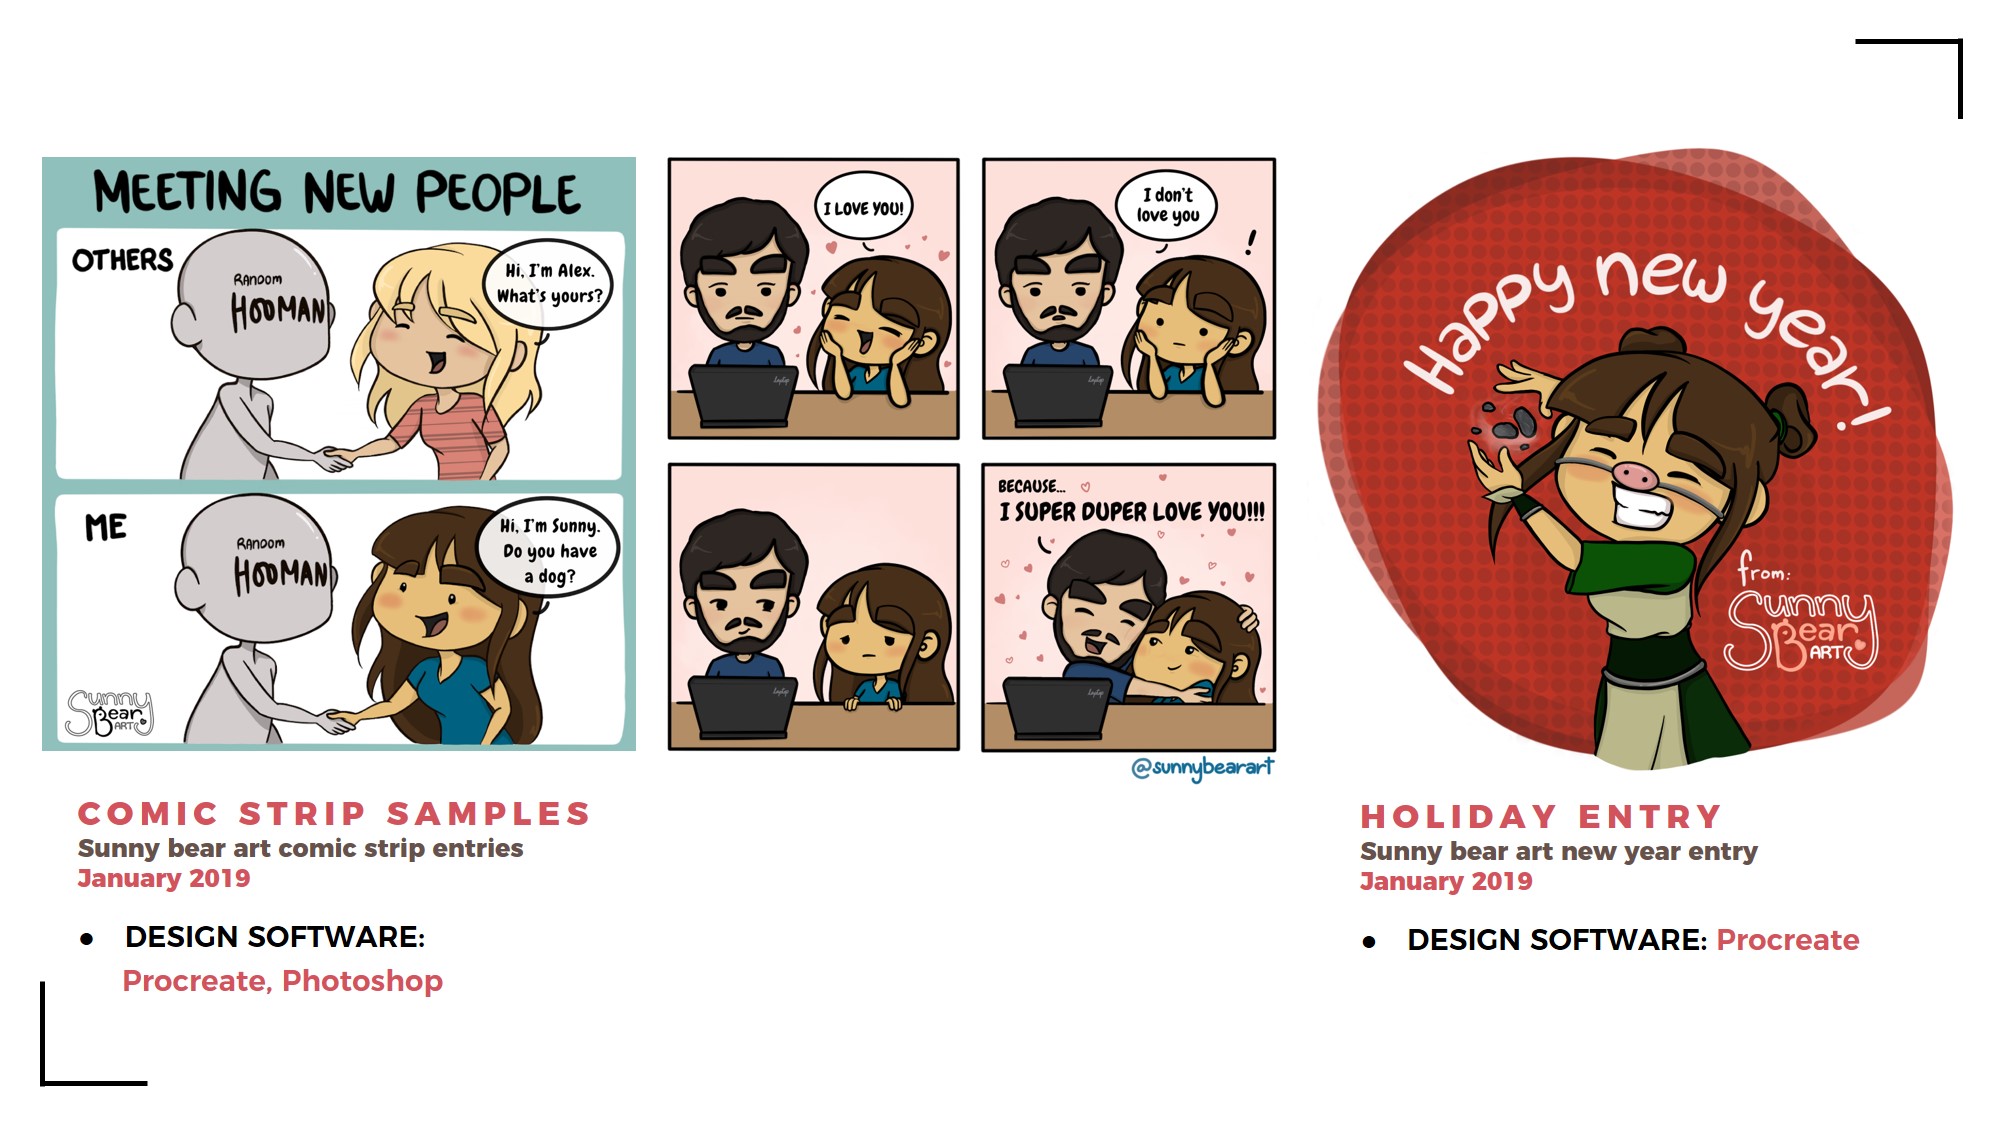 MEETING NEW PEOPLE
OTHERS
RANDOM
HOOMAN
Hi, I'm Alex.
What's yours?
ME
RANDOM
HOOMAN
Hi, I'm Sunny.
Do you have
a dog?
Sunny
Bear
ART
I LOVE YOU!
I don't
love you
!
BECAUSE...
I SUPER DUPER LOVE YOU!!!
@sunnybearart
Happy new year!
from:
Sunny
Bear
ART
COMIC STRIP SAMPLES
Sunny bear art comic strip entries
January 2019
● DESIGN SOFTWARE:
Procreate, Photoshop
HOLIDAY ENTRY
Sunny bear art new year entry
January 2019
● DESIGN SOFTWARE: Procreate